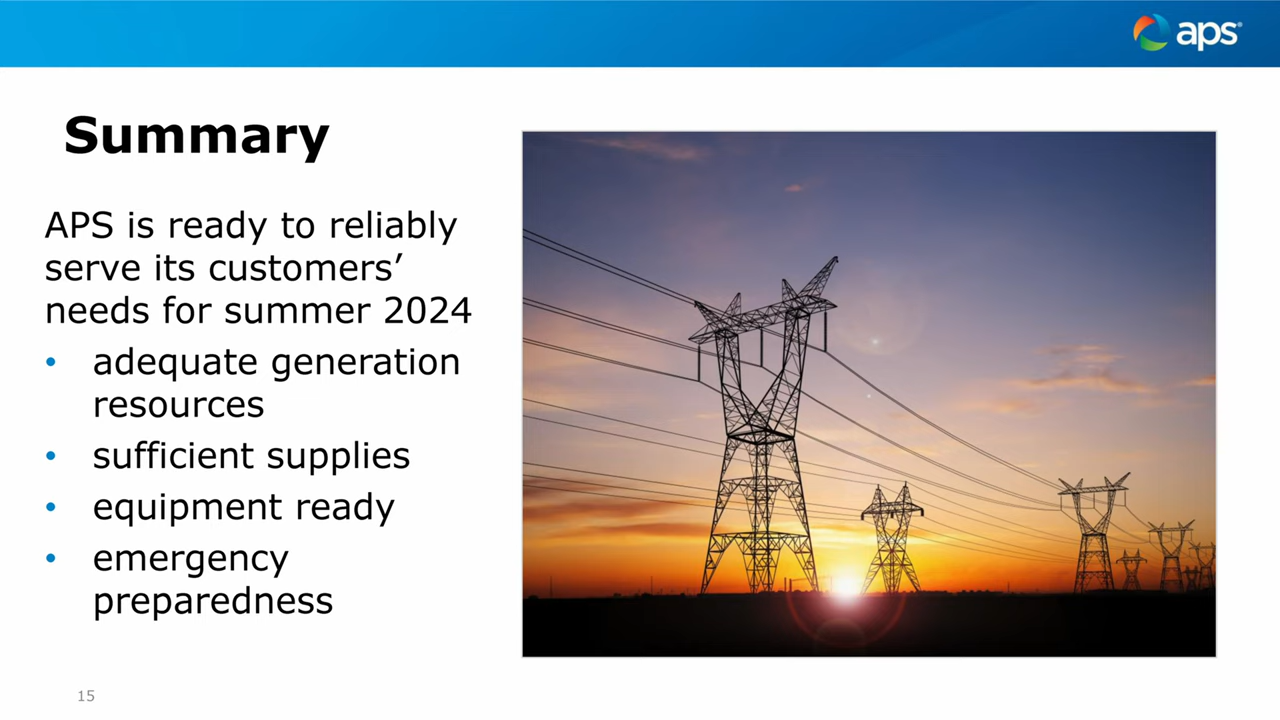 aps
Summary
APS is ready to reliably
serve its customers’
needs for summer 2024
• adequate generation
resources
• sufficient supplies
• equipment ready
• emergency
preparedness
15